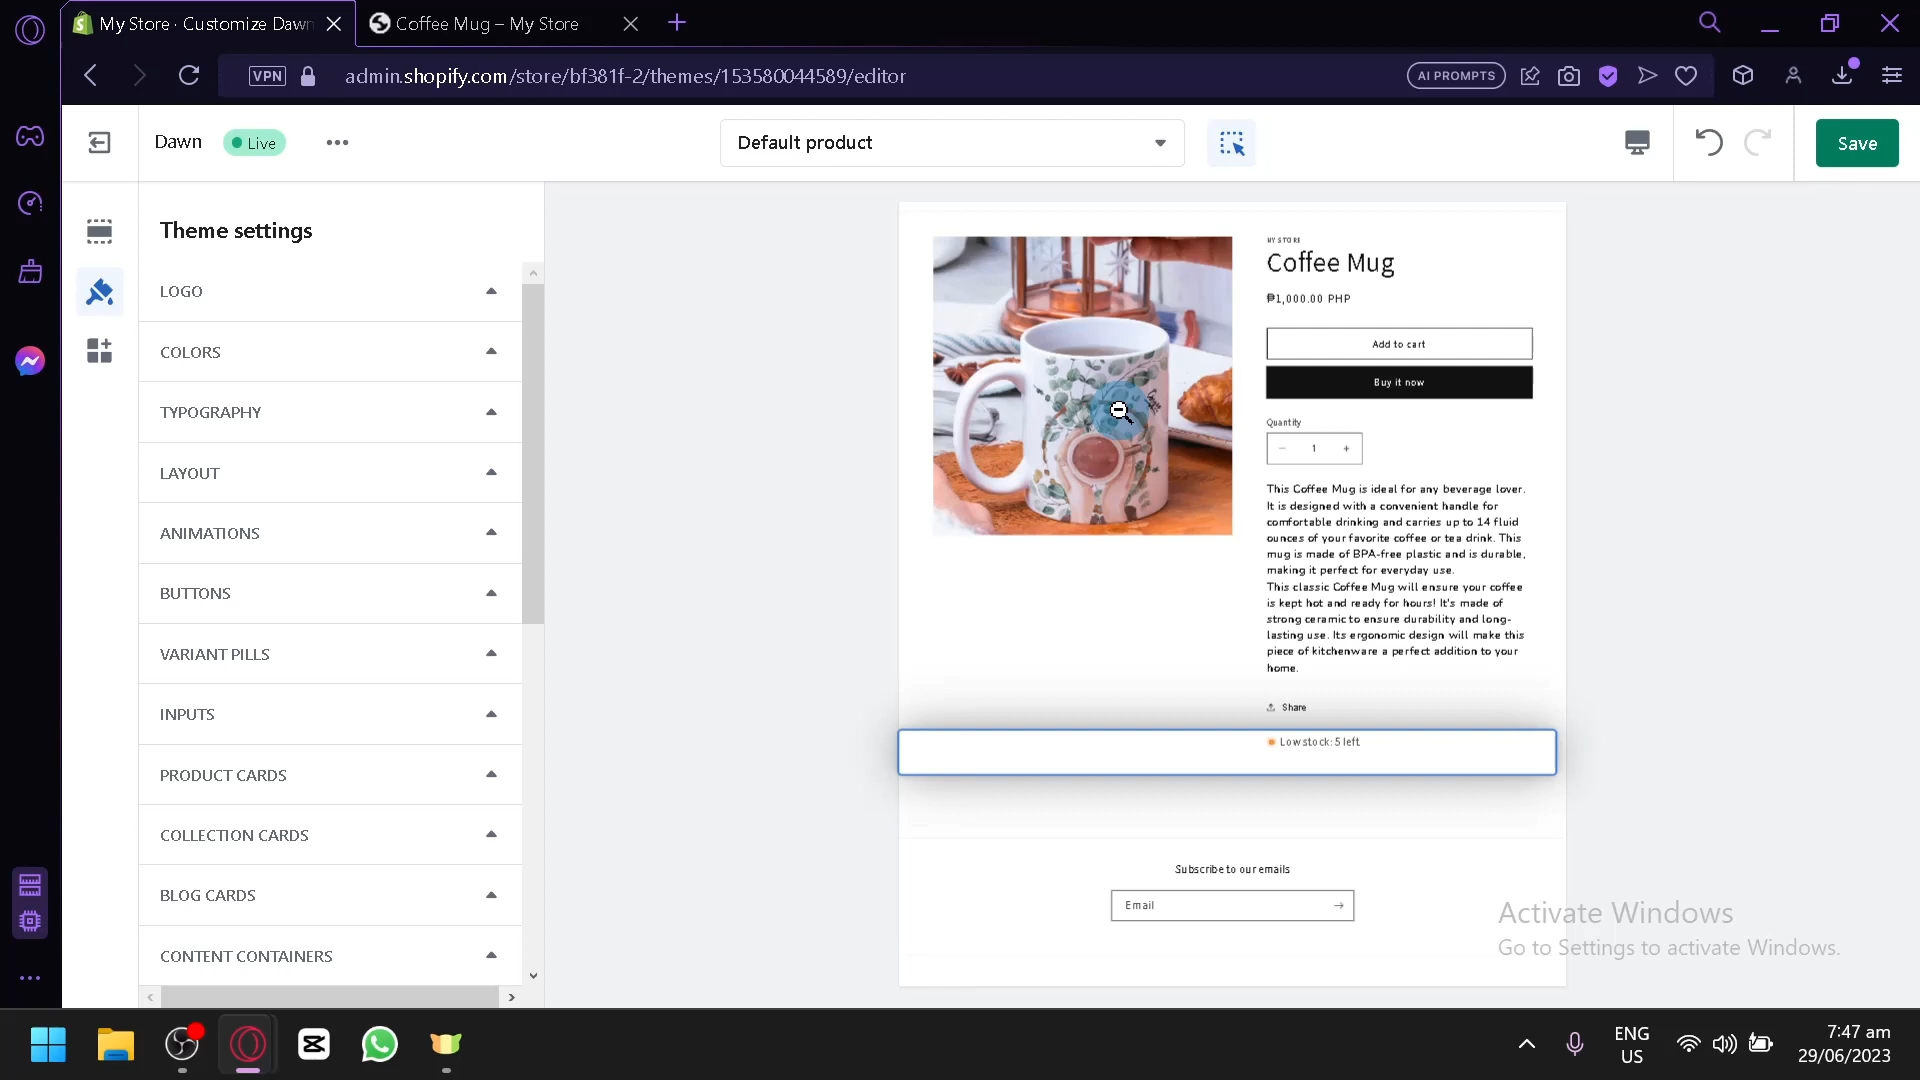 My Store · Customize Dawn
Coffee Mug – My Store
VPN
admin.shopify.com/store/bf381f-2/themes/153580044589/editor
AI PROMPTS
Dawn
Live
Default product
Save
Theme settings
LOGO
COLORS
TYPOGRAPHY
LAYOUT
ANIMATIONS
BUTTONS
VARIANT PILLS
INPUTS
PRODUCT CARDS
COLLECTION CARDS
BLOG CARDS
CONTENT CONTAINERS
MY STORE
Coffee Mug
₱1,000.00 PHP
Add to cart
Buy it now
Quantity
− 1 +
This Coffee Mug is ideal for any beverage lover.
It is designed with a convenient handle for
comfortable drinking and carries up to 14 fluid
ounces of your favorite coffee or tea drink. This
mug is made of BPA-free plastic and is durable,
making it perfect for everyday use.
This classic Coffee Mug will ensure your coffee
is kept hot and ready for hours! It's made of
strong ceramic to ensure durability and long-
lasting use. Its ergonomic design will make this
piece of kitchenware a perfect addition to your
home.
Share
Low stock: 5 left
Subscribe to our emails
Email
Activate Windows
Go to Settings to activate Windows.
ENG
US
7:47 am
29/06/2023